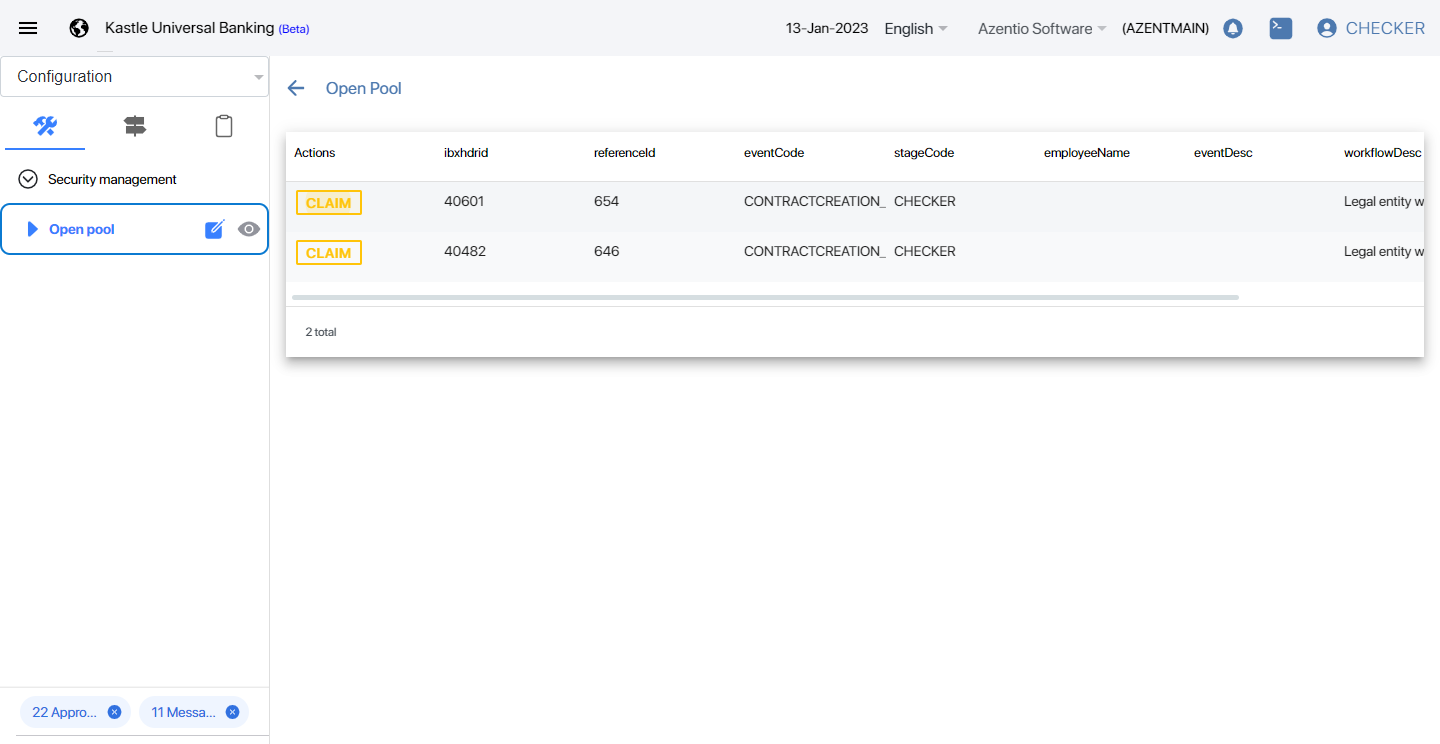 Kastle Universal Banking (Beta)
13-Jan-2023 English Azentio Software (AZENTMAIN) CHECKER
Configuration
Security management
Open pool
22 Appro...
11 Messa...
Open Pool
Actions ibxhdrid referenceId eventCode stageCode employeeName eventDesc workflowDesc
CLAIM 40601 654 CONTRACTCREATION_ CHECKER Legal entity w
CLAIM 40482 646 CONTRACTCREATION_ CHECKER Legal entity w
2 total